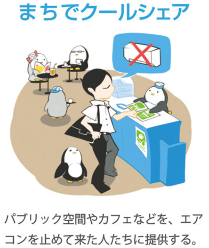 まちでクールシェア
パブリック空間やカフェなどを、エア
コンを止めて来た人たちに提供する。